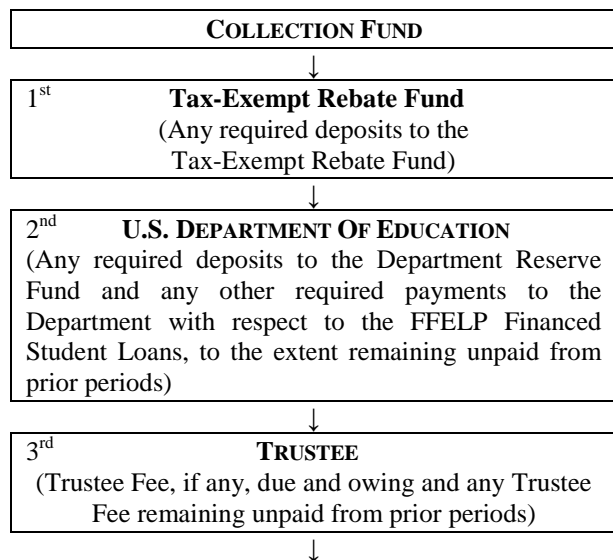 COLLECTION FUND
↓
1st Tax-Exempt Rebate Fund
(Any required deposits to the
Tax-Exempt Rebate Fund)
↓
2nd U.S. DEPARTMENT OF EDUCATION
(Any required deposits to the Department Reserve
Fund and any other required payments to the
Department with respect to the FFELP Financed
Student Loans, to the extent remaining unpaid from
prior periods)
↓
3rd TRUSTEE
(Trustee Fee, if any, due and owing and any Trustee
Fee remaining unpaid from prior periods)
↓